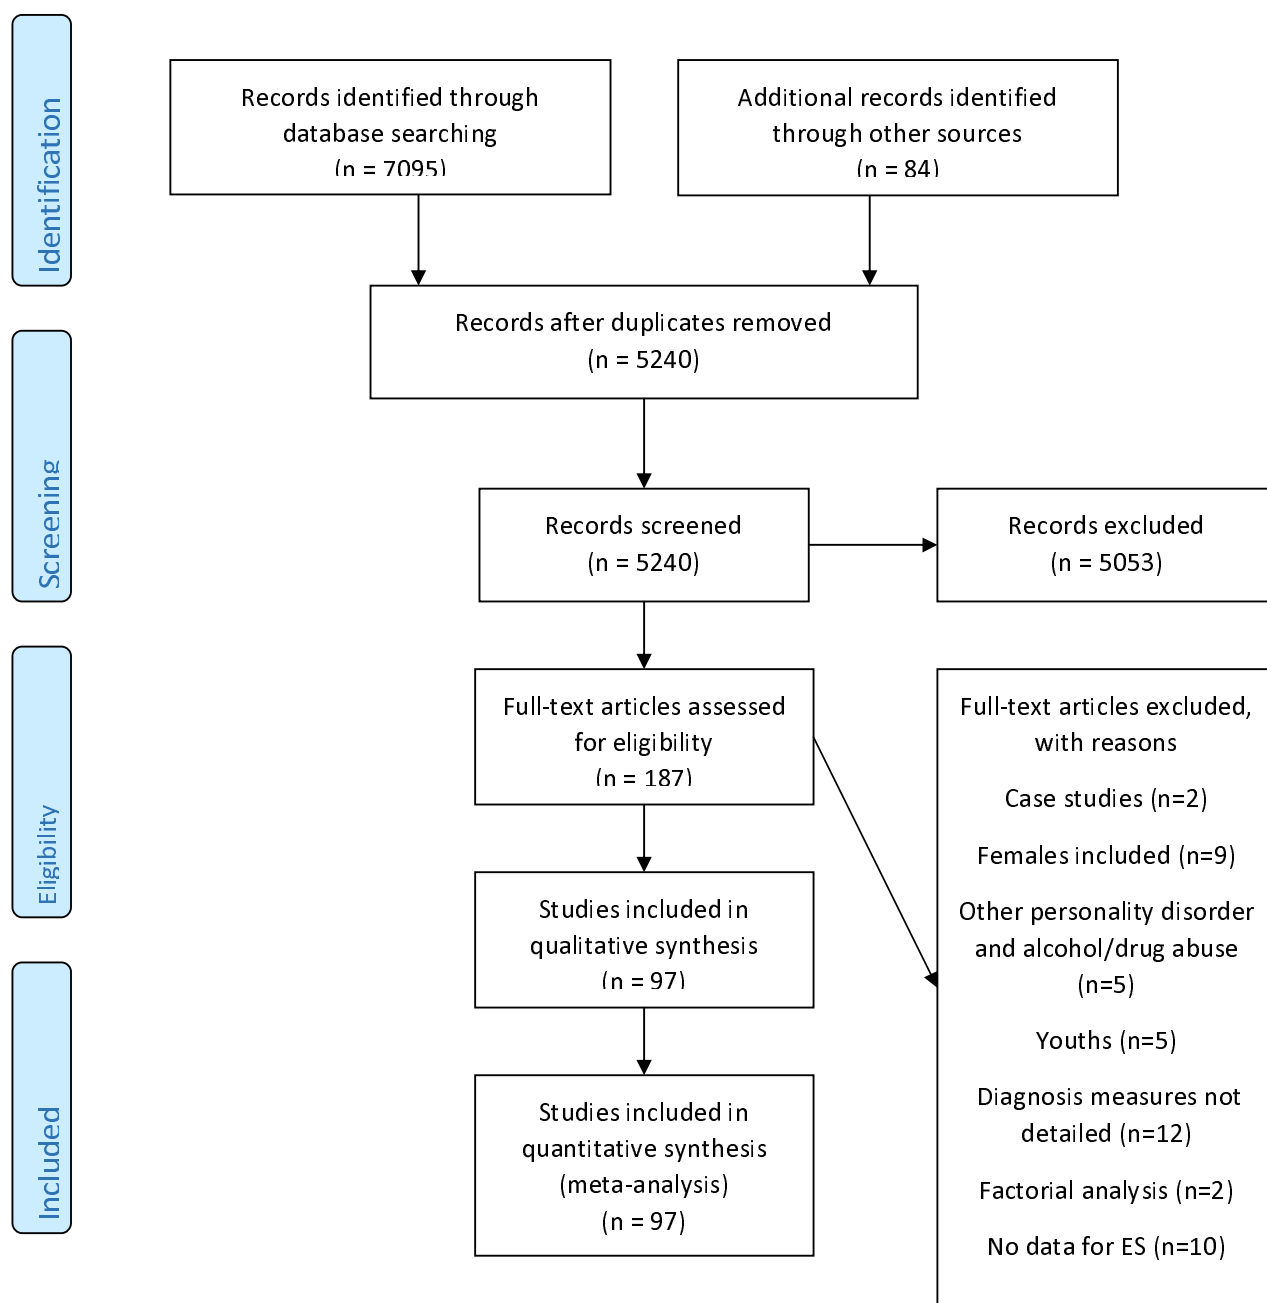 Identification
Records identified through
database searching
(n = 7095)
Additional records identified
through other sources
(n = 84)
Records after duplicates removed
(n = 5240)
Screening
Records screened
(n = 5240)
Records excluded
(n = 5053)
Eligibility
Full-text articles assessed
for eligibility
(n = 187)
Full-text articles excluded,
with reasons
Case studies (n=2)
Females included (n=9)
Other personality disorder
and alcohol/drug abuse
(n=5)
Youths (n=5)
Diagnosis measures not
detailed (n=12)
Factorial analysis (n=2)
No data for ES (n=10)
Studies included in
qualitative synthesis
(n = 97)
Included
Studies included in
quantitative synthesis
(meta-analysis)
(n = 97)